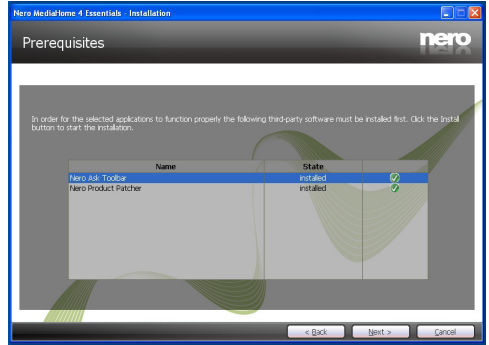 Nero MediaHome 4 Essentials - Installation
Prerequisites
nero
In order for the selected applications to function properly the following third-party software must be installed first. Click the Install
button to start the installation.
Name State
Nero Ask Toolbar installed
Nero Product Patcher installed
< Back Next > Cancel